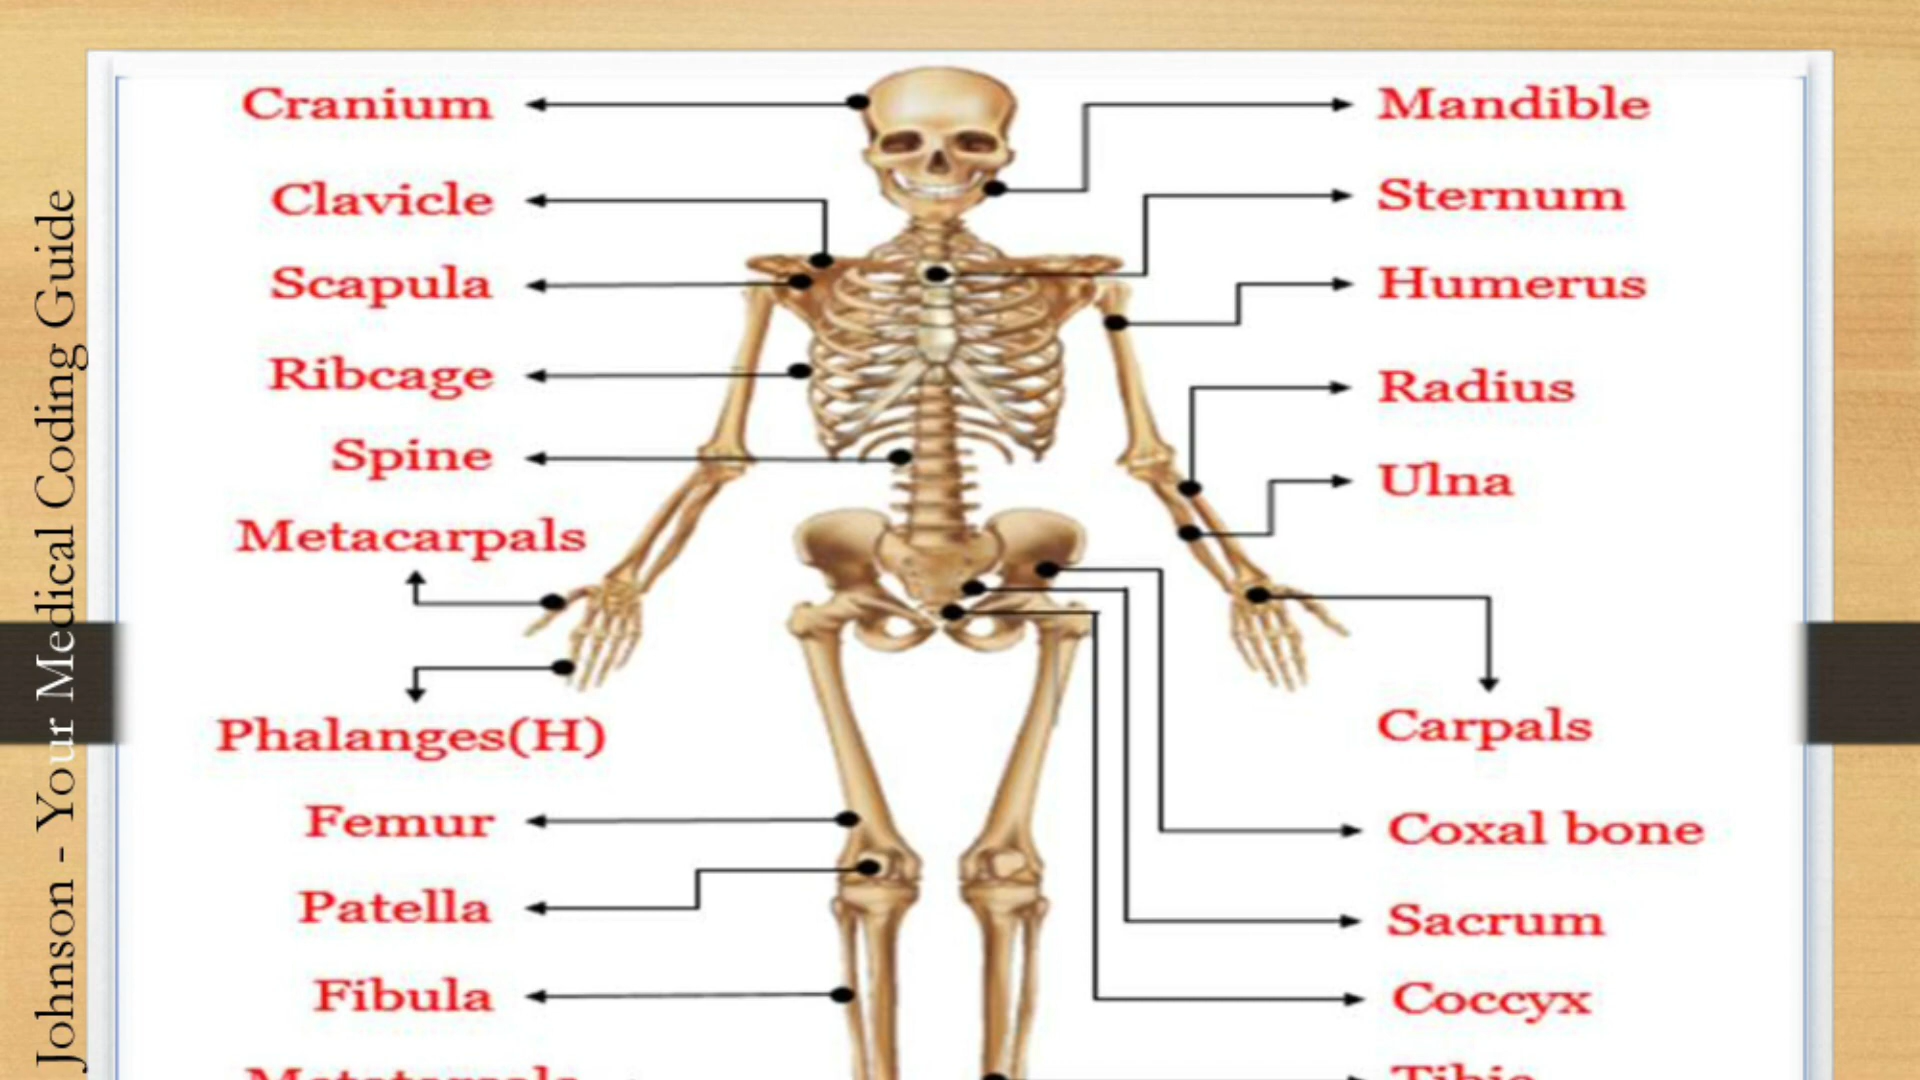 Johnson - Your Medical Coding Guide
Cranium
Clavicle
Scapula
Ribcage
Spine
Metacarpals
Phalanges(H)
Femur
Patella
Fibula
Mandible
Sternum
Humerus
Radius
Ulna
Carpals
Coxal bone
Sacrum
Coccyx
Tibia